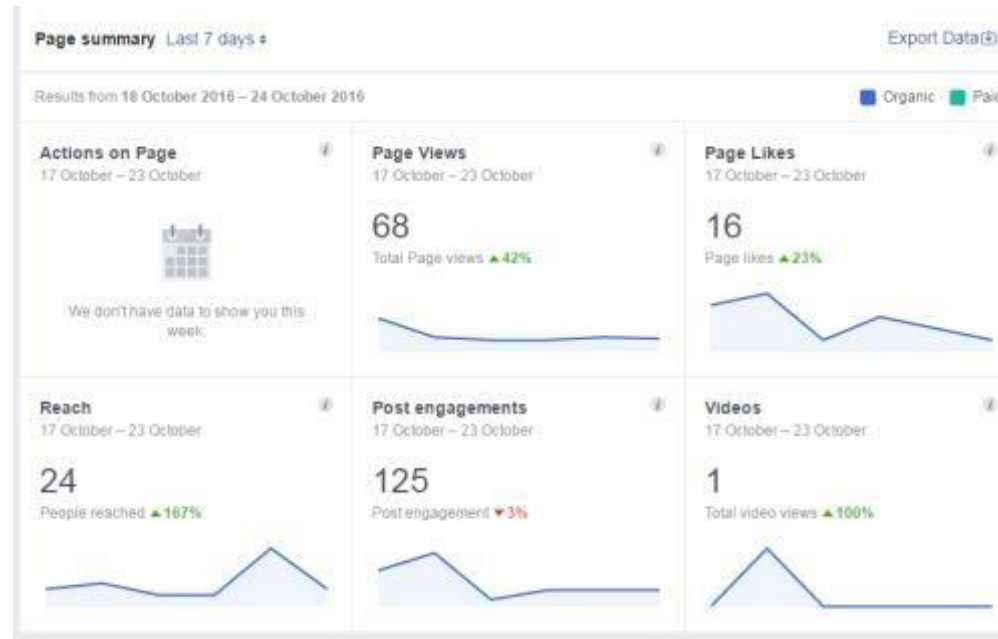 Page summary Last 7 days
Export Data
Results from 18 October 2016 – 24 October 2016
Organic Paid
Actions on Page
17 October – 23 October
We don't have data to show you this
week.
Page Views
17 October – 23 October
68
Total Page views ▲42%
Page Likes
17 October – 23 October
16
Page likes ▲23%
Reach
17 October – 23 October
24
People reached ▲167%
Post engagements
17 October – 23 October
125
Post engagement ▼3%
Videos
17 October – 23 October
1
Total video views ▲100%